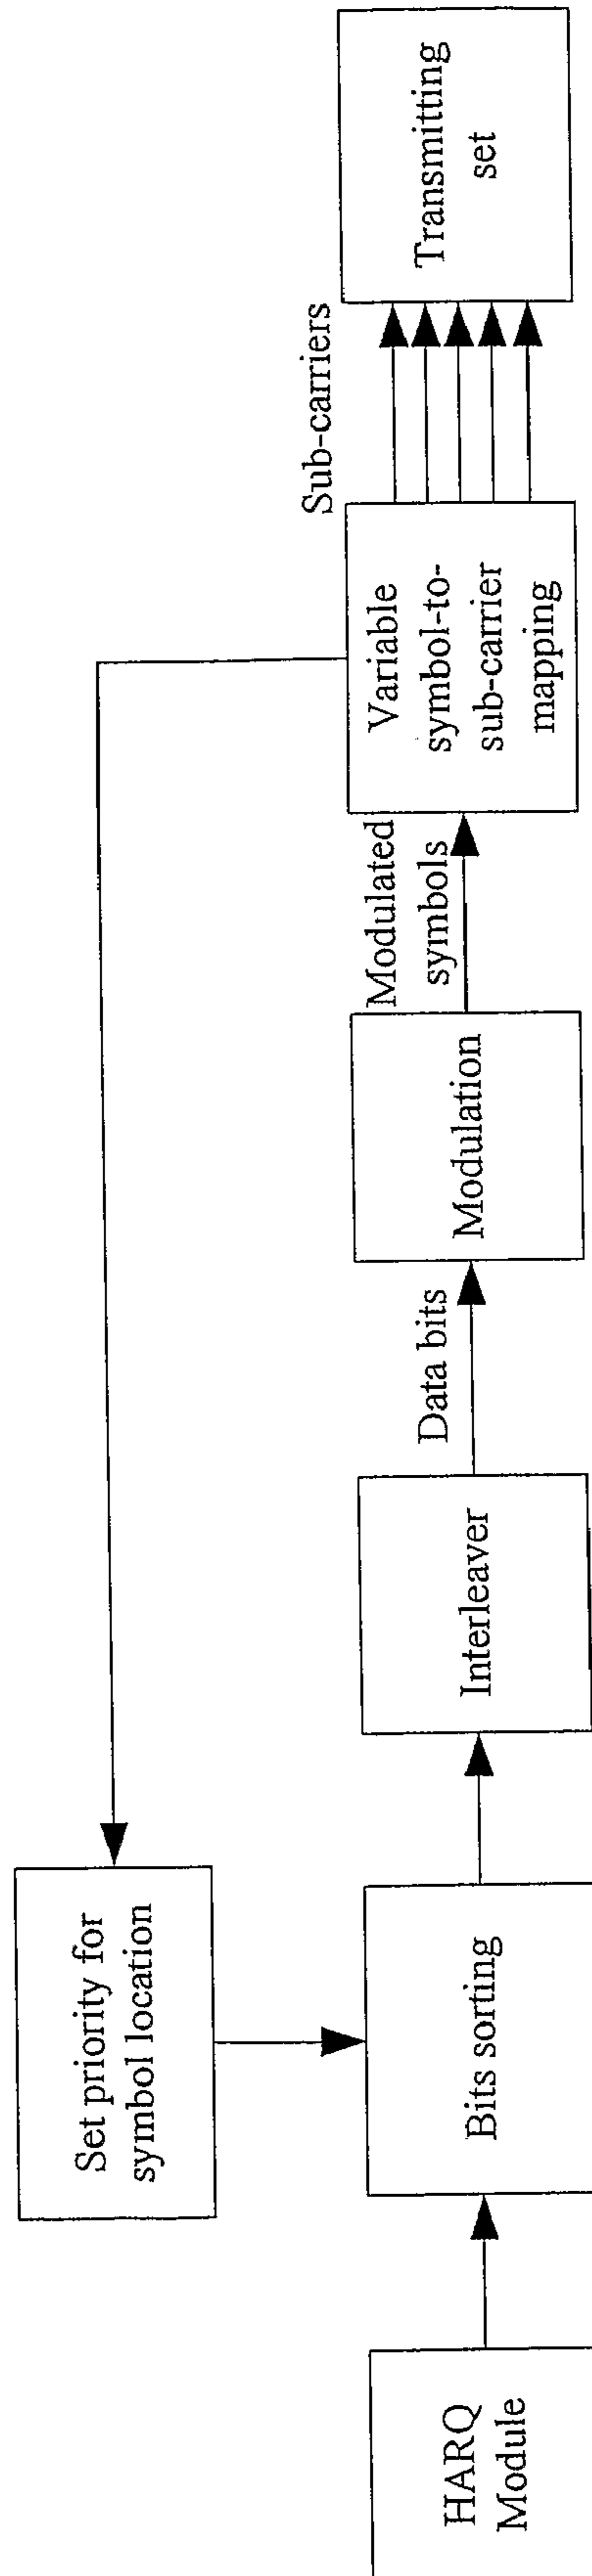 Set priority for
symbol location
HARQ
Module
Bits sorting
Interleaver
Data bits
Modulation
Modulated
symbols
Variable
symbol-to-
sub-carrier
mapping
Sub-carriers
Transmitting
set